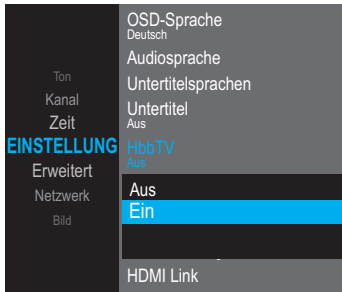 Ton
Kanal
Zeit
EINSTELLUNG
Erweitert
Netzwerk
Bild
OSD-Sprache
Deutsch
Audiosprache
Untertitelsprachen
Untertitel
Aus
HbbTV
Aus
Aus
Ein
HDMI Link